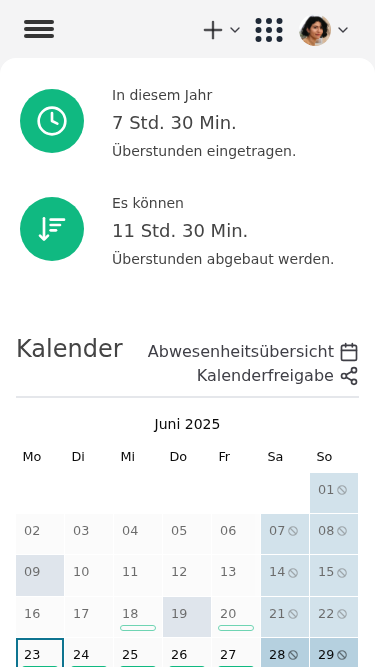 In diesem Jahr
7 Std. 30 Min.
Überstunden eingetragen.
Es können
11 Std. 30 Min.
Überstunden abgebaut werden.
Kalender
Abwesenheitsübersicht
Kalenderfreigabe
Juni 2025
Mo Di Mi Do Fr Sa So
01
02 03 04 05 06 07 08
09 10 11 12 13 14 15
16 17 18 19 20 21 22
23 24 25 26 27 28 29